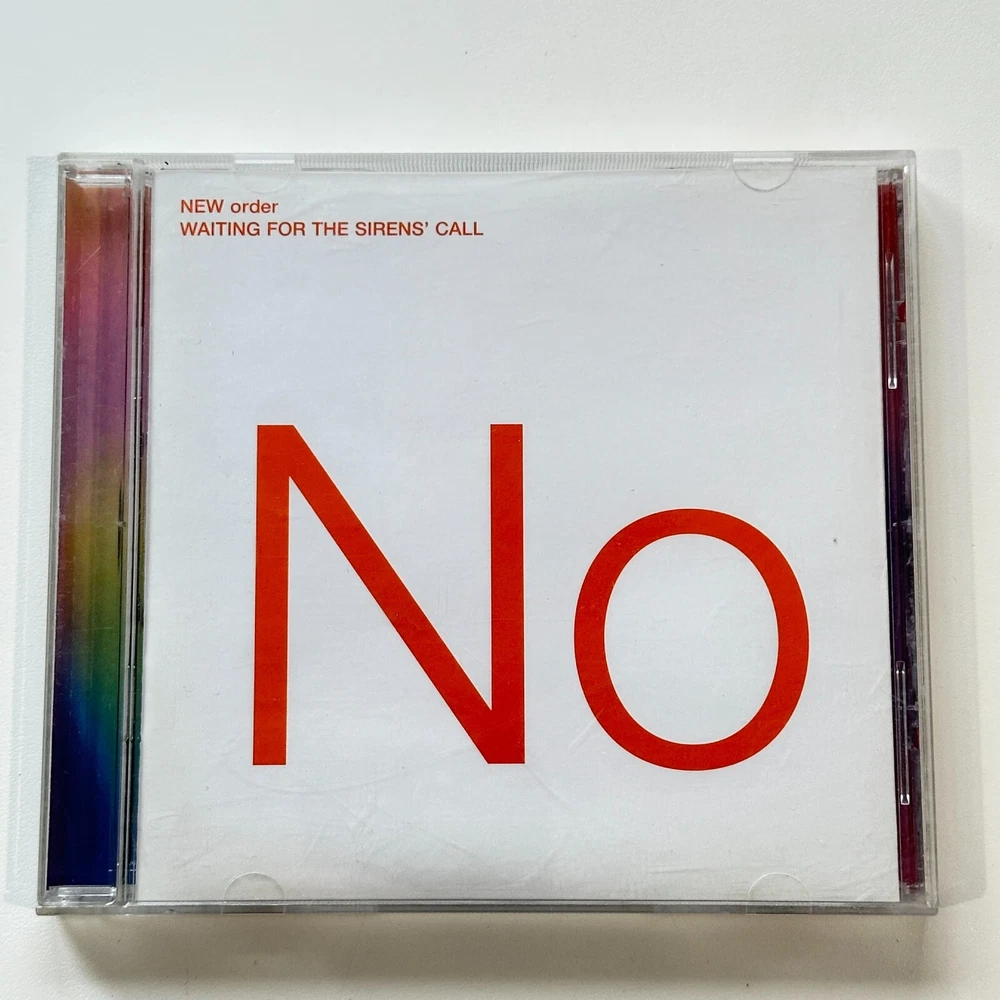 NEW order
WAITING FOR THE SIRENS’ CALL
No